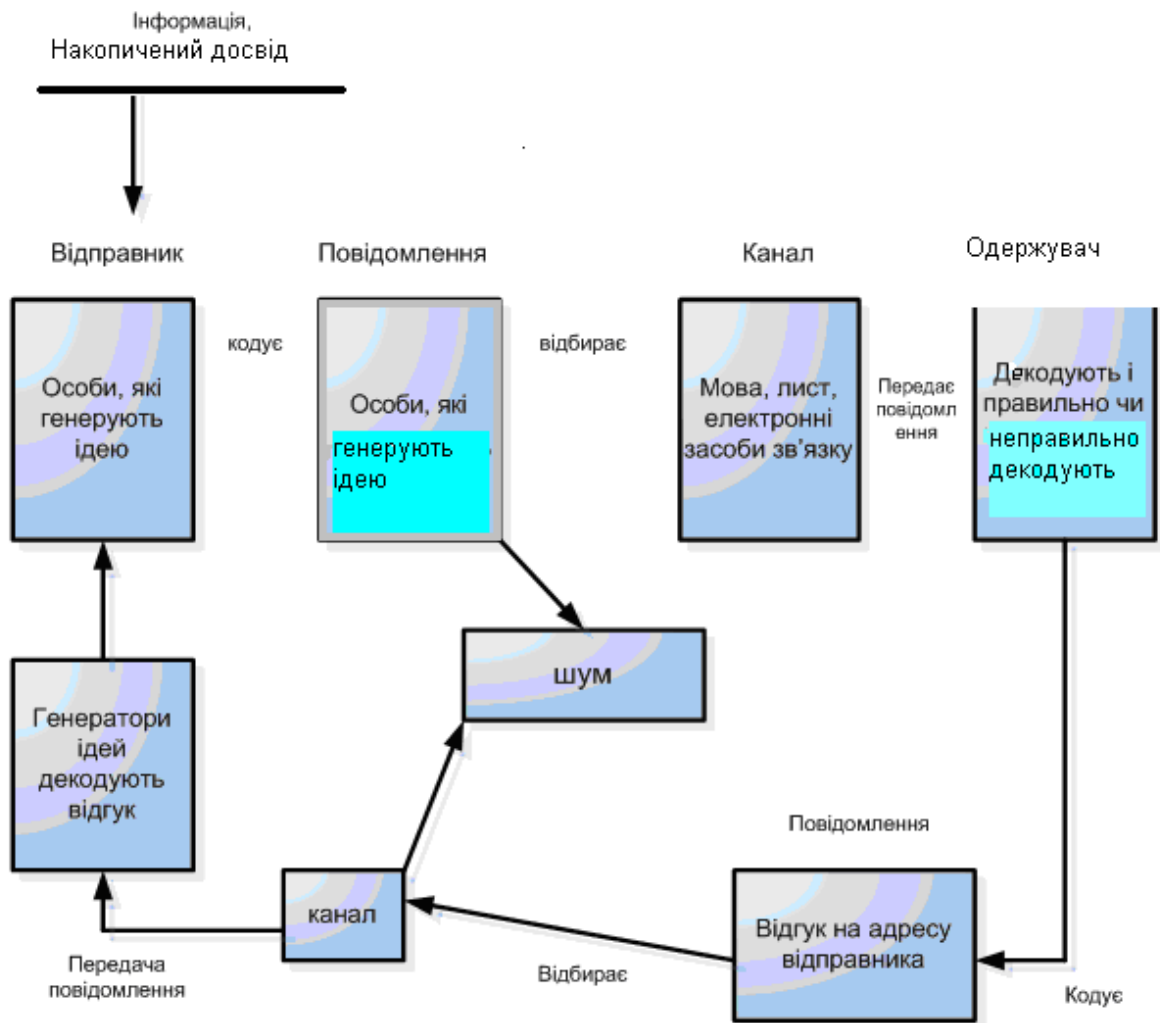 Інформація,
Накопичений досвід
Відправник
Повідомлення
Канал
Одержувач
Особи, які
генерують
ідею
кодує
Особи, які
генерують
ідею
відбирає
Мова, лист,
електронні
засоби зв'язку
Передає
повідомл
ення
Декодують і
правильно чи
неправильно
декодують
шум
Генератори
ідей
декодують
відгук
Повідомлення
канал
Відгук на адресу
відправника
Передача
повідомлення
Відбирає
Кодує